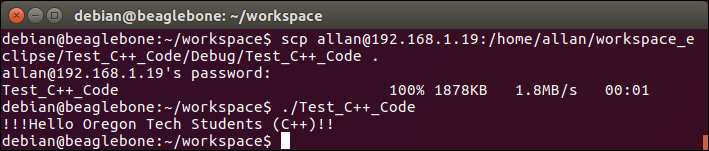 debian@beaglebone: ~/workspace
debian@beaglebone:~/workspace$ scp allan@192.168.1.19:/home/allan/workspace_e
clipse/Test_C++_Code/Debug/Test_C++_Code .
allan@192.168.1.19's password:
Test_C++_Code 100% 1878KB 1.8MB/s 00:01
debian@beaglebone:~/workspace$ ./Test_C++_Code
!!!Hello Oregon Tech Students (C++)!!
debian@beaglebone:~/workspace$